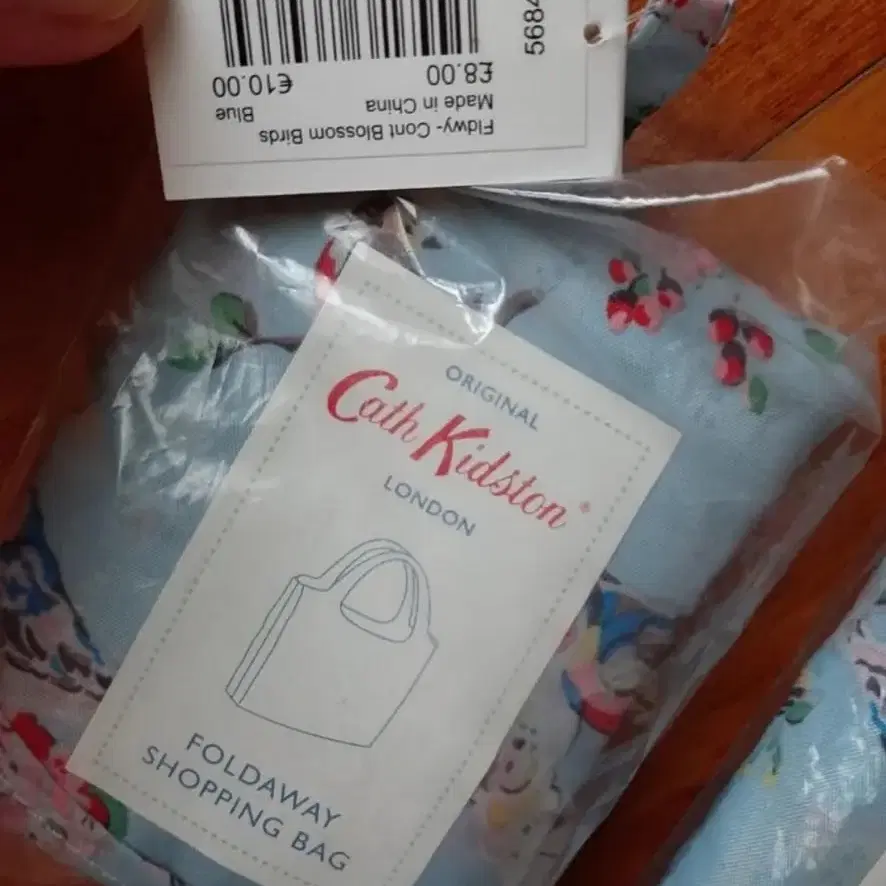 5684
£8.00 €10.00
Made in China Blue
Fldwy- Cont Blossom Birds
ORIGINAL
Cath Kidston®
LONDON
FOLDAWAY
SHOPPING BAG